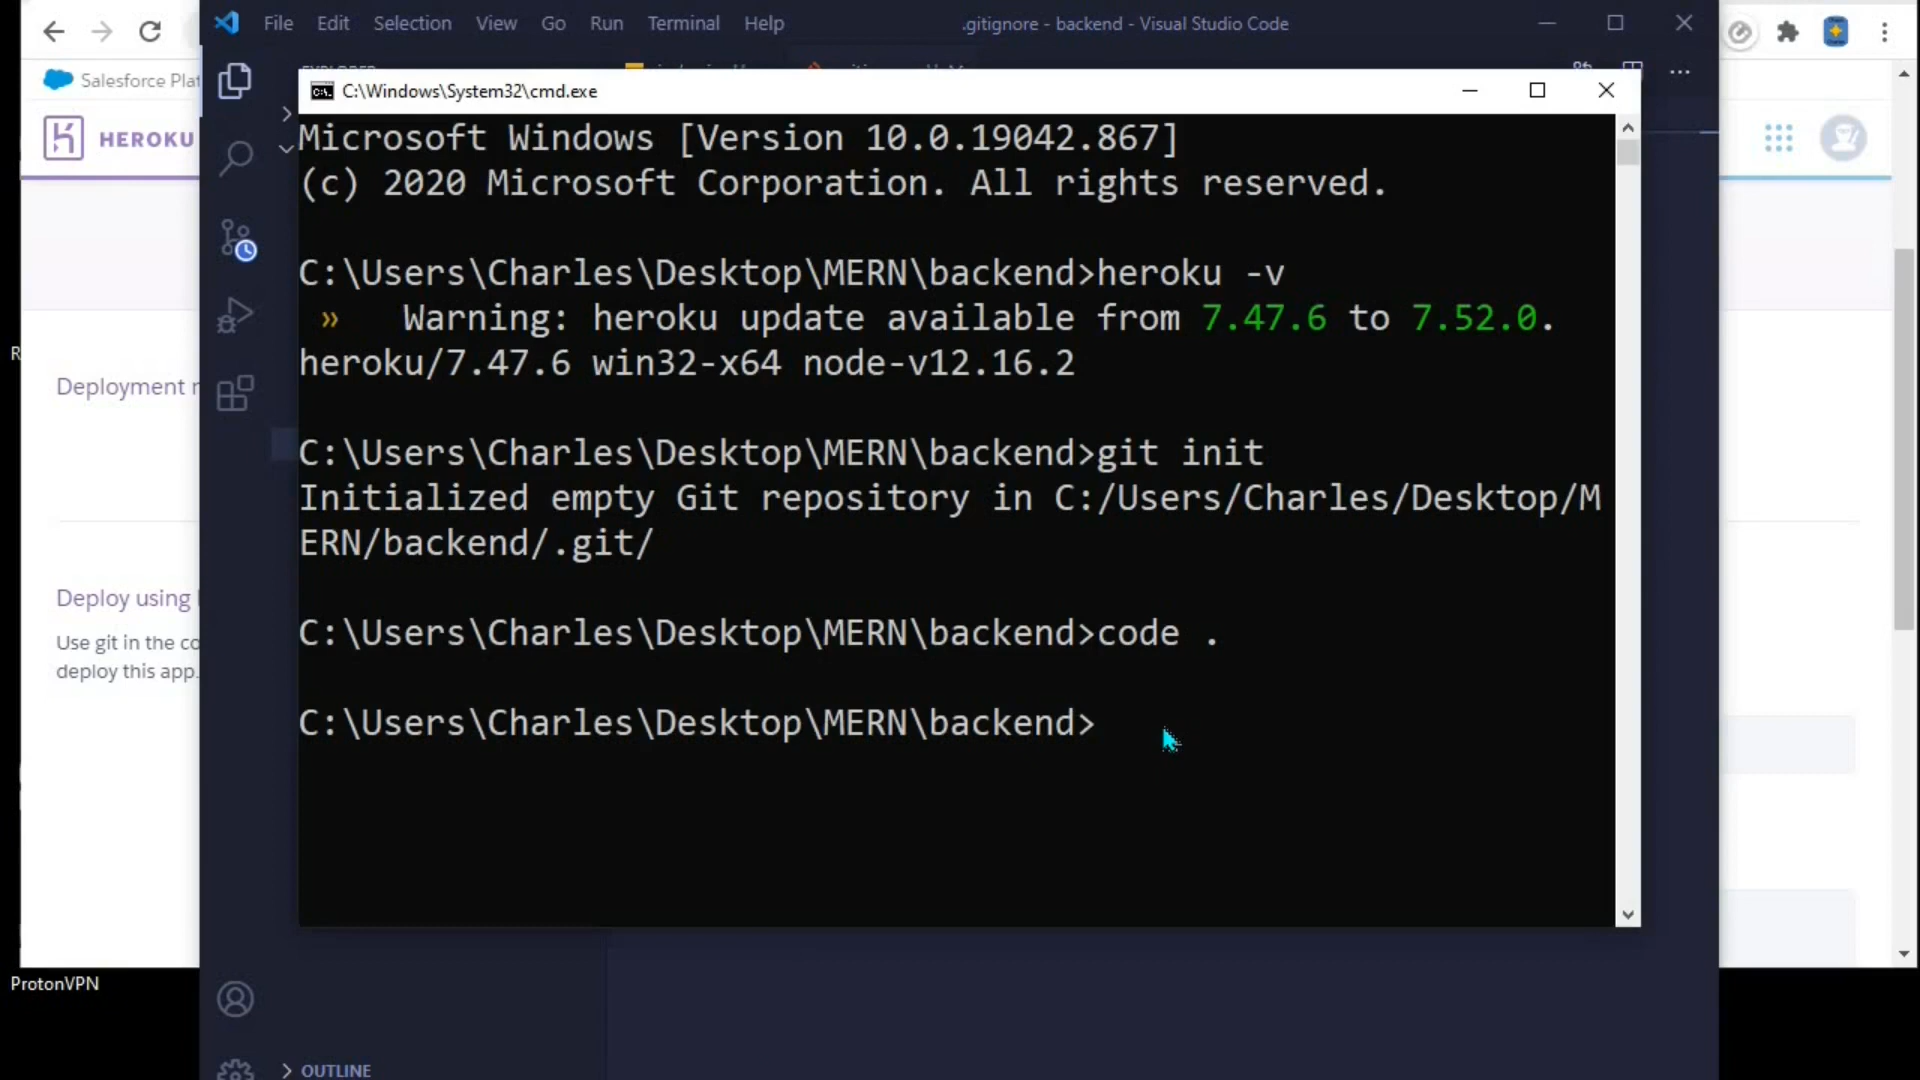 File Edit Selection View Go Run Terminal Help .gitignore - backend - Visual Studio Code
Salesforce Pla
HEROKU
C:\Windows\System32\cmd.exe
Microsoft Windows [Version 10.0.19042.867]
(c) 2020 Microsoft Corporation. All rights reserved.
C:\Users\Charles\Desktop\MERN\backend>heroku -v
» Warning: heroku update available from 7.47.6 to 7.52.0.
heroku/7.47.6 win32-x64 node-v12.16.2
C:\Users\Charles\Desktop\MERN\backend>git init
Initialized empty Git repository in C:/Users/Charles/Desktop/M
ERN/backend/.git/
C:\Users\Charles\Desktop\MERN\backend>code .
C:\Users\Charles\Desktop\MERN\backend>
R
Deployment
Deploy using
Use git in the co
deploy this app.
ProtonVPN
OUTLINE